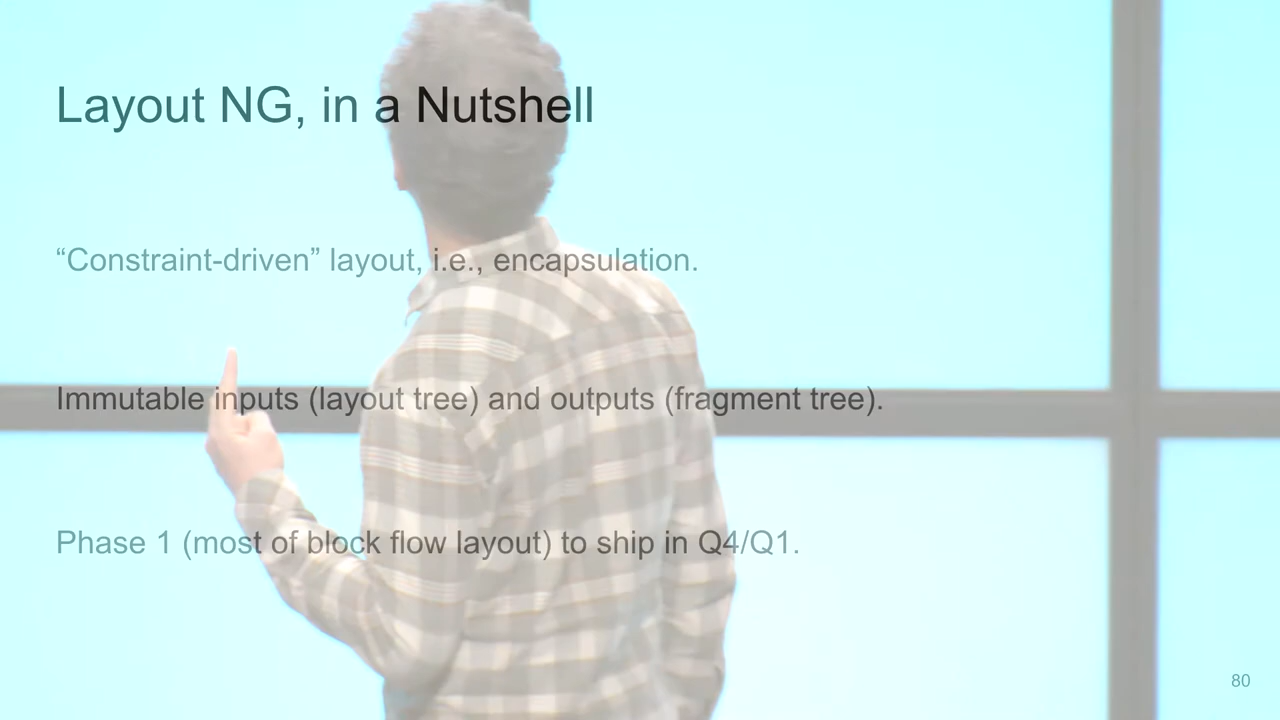 Layout NG, in a Nutshell
“Constraint-driven” layout, i.e., encapsulation.
Immutable inputs (layout tree) and outputs (fragment tree).
Phase 1 (most of block flow layout) to ship in Q4/Q1.
80